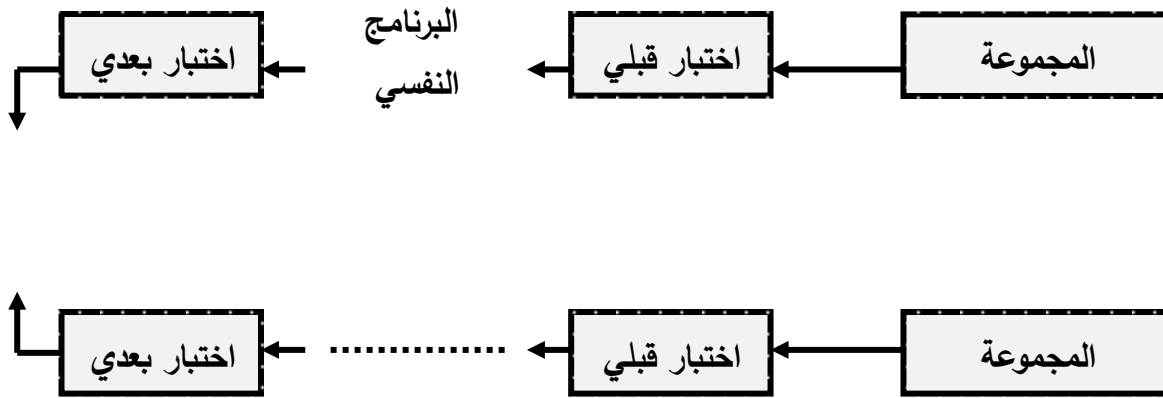 المجموعة
اختبار قبلي
البرنامج
النفسي
اختبار بعدي
المجموعة
اختبار قبلي
................
اختبار بعدي